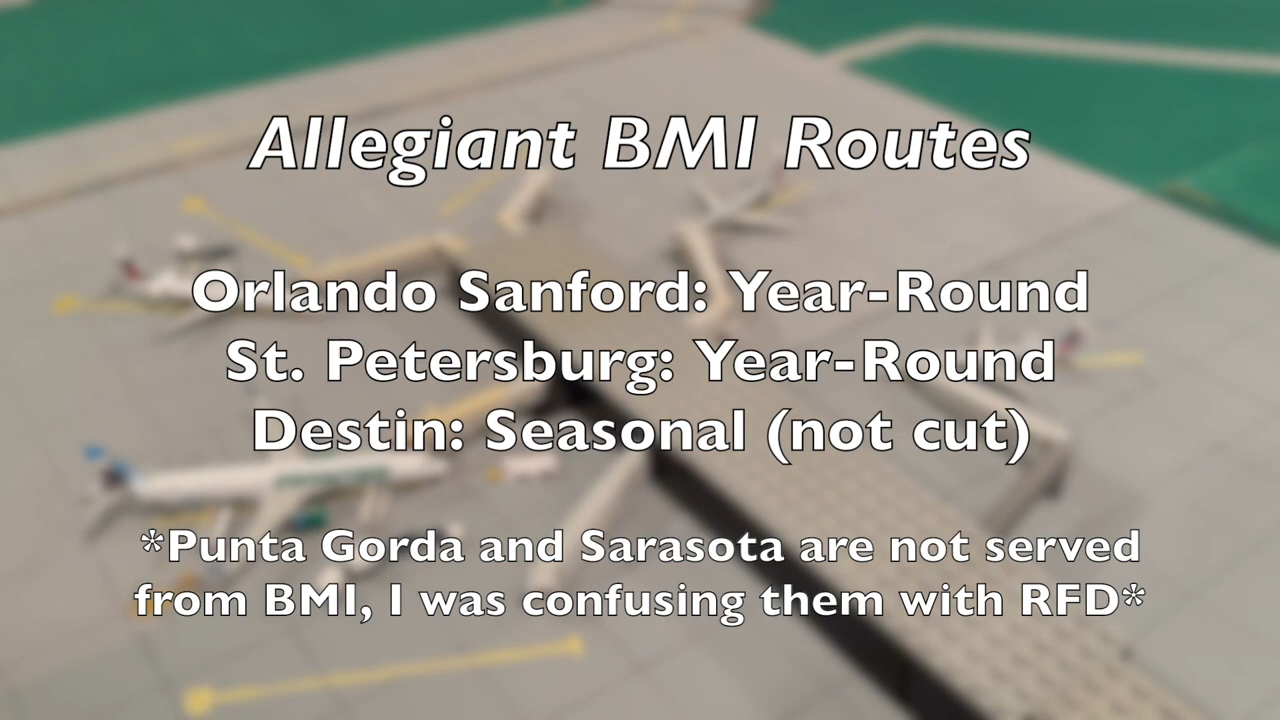 Allegiant BMI Routes
Orlando Sanford: Year-Round
St. Petersburg: Year-Round
Destin: Seasonal (not cut)
*Punta Gorda and Sarasota are not served
from BMI, I was confusing them with RFD*